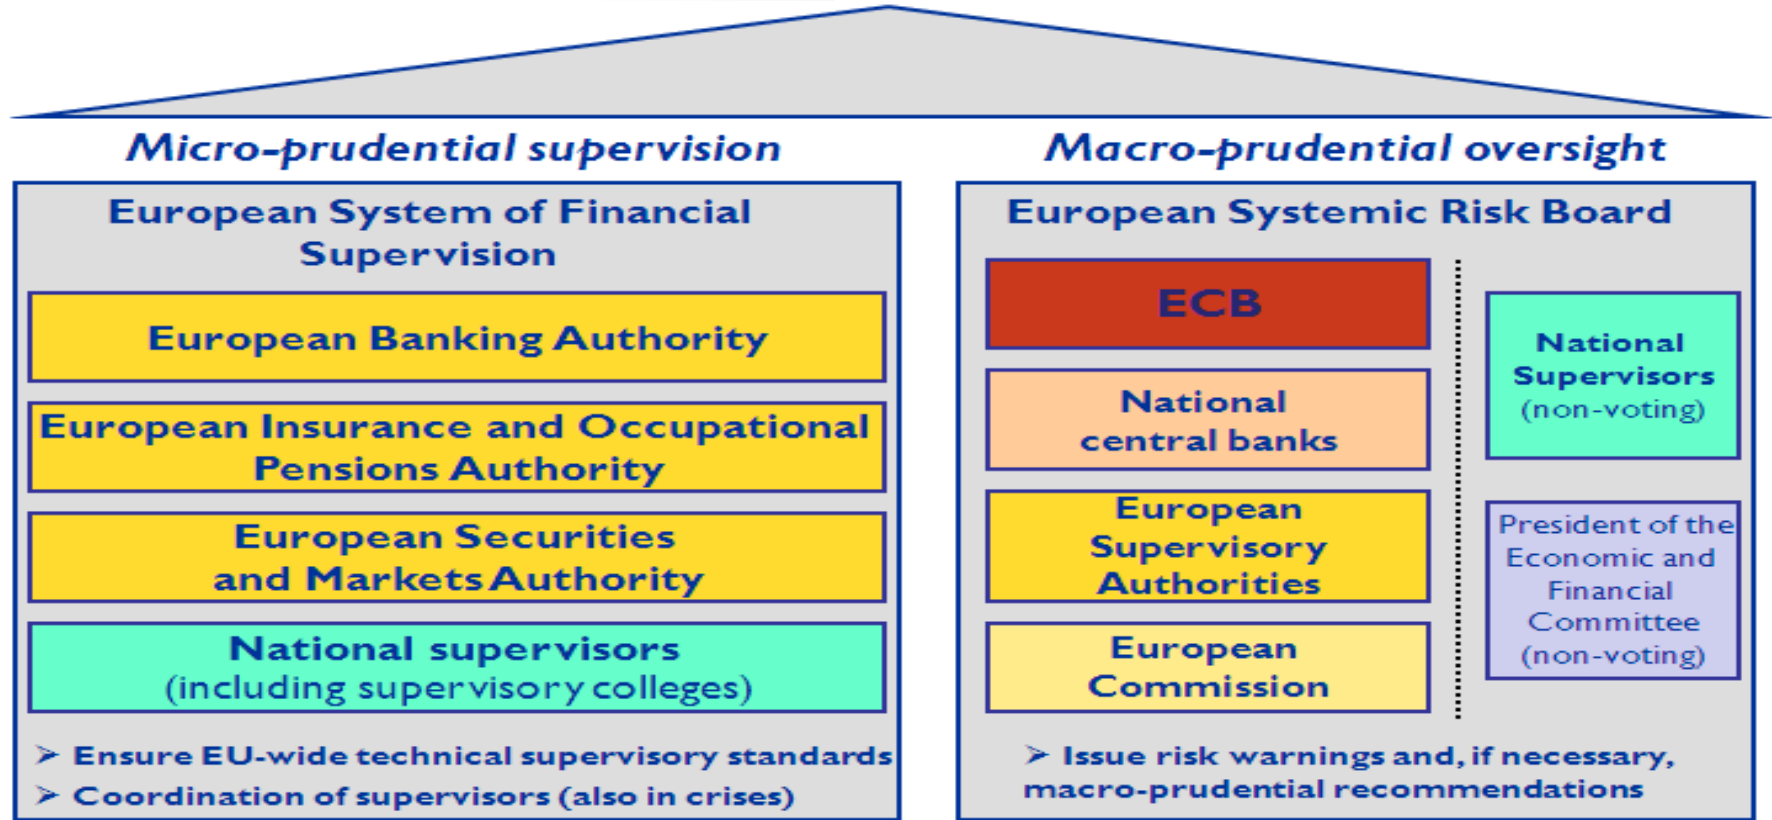 Micro-prudential supervision
European System of Financial
Supervision
European Banking Authority
European Insurance and Occupational
Pensions Authority
European Securities
and Markets Authority
National supervisors
(including supervisory colleges)
➢ Ensure EU-wide technical supervisory standards
➢ Coordination of supervisors (also in crises)
Macro-prudential oversight
European Systemic Risk Board
ECB
National
central banks
European
Supervisory
Authorities
European
Commission
National
Supervisors
(non-voting)
President of the
Economic and
Financial
Committee
(non-voting)
➢ Issue risk warnings and, if necessary,
macro-prudential recommendations